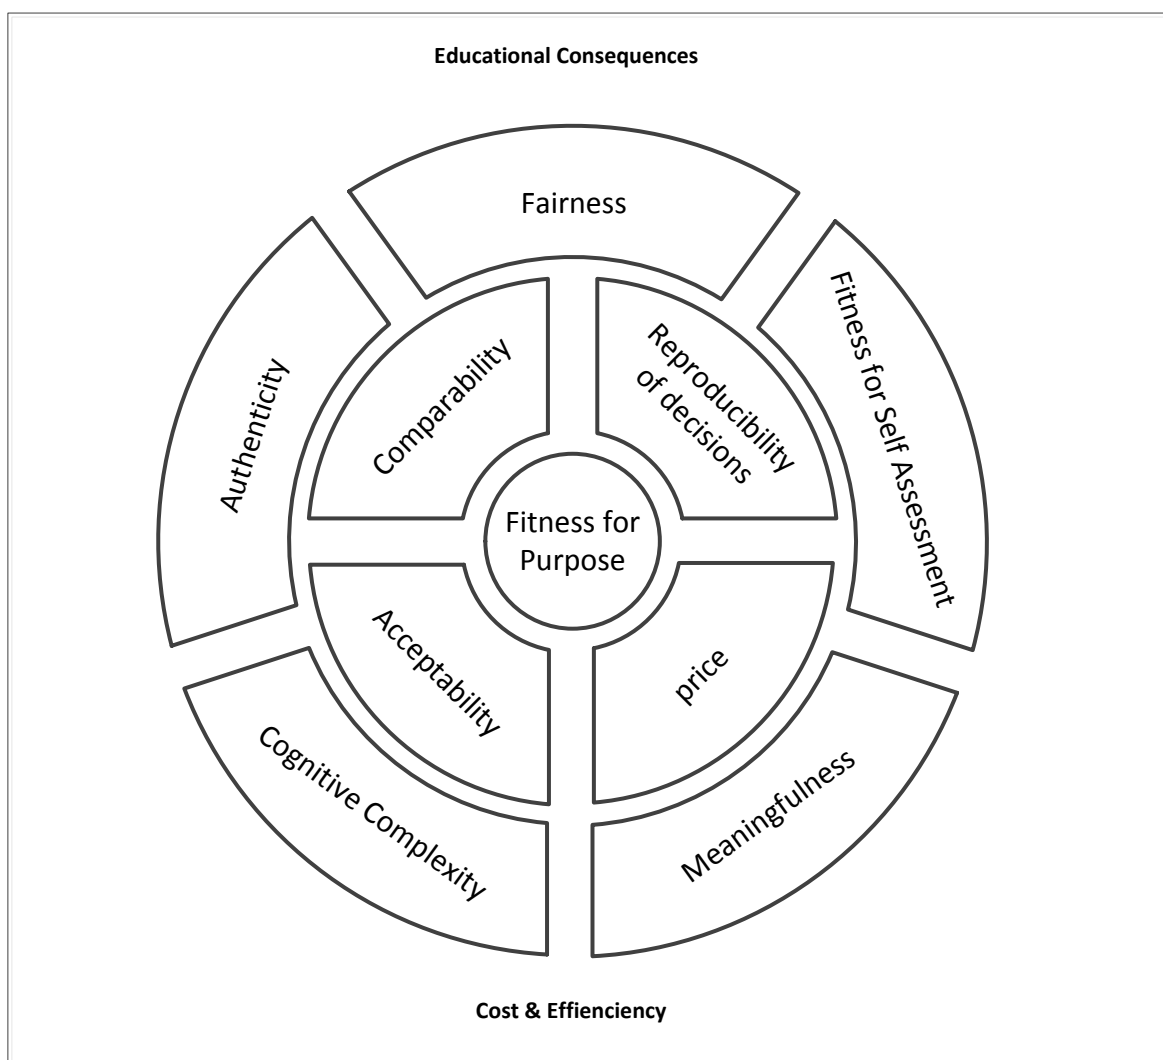 Educational Consequences
Fairness
Authenticity
Fitness for Self Assessment
Comparability
Reproducibility
of decisions
Fitness for
Purpose
Acceptability
price
Cognitive Complexity
Meaningfulness
Cost & Effienciency